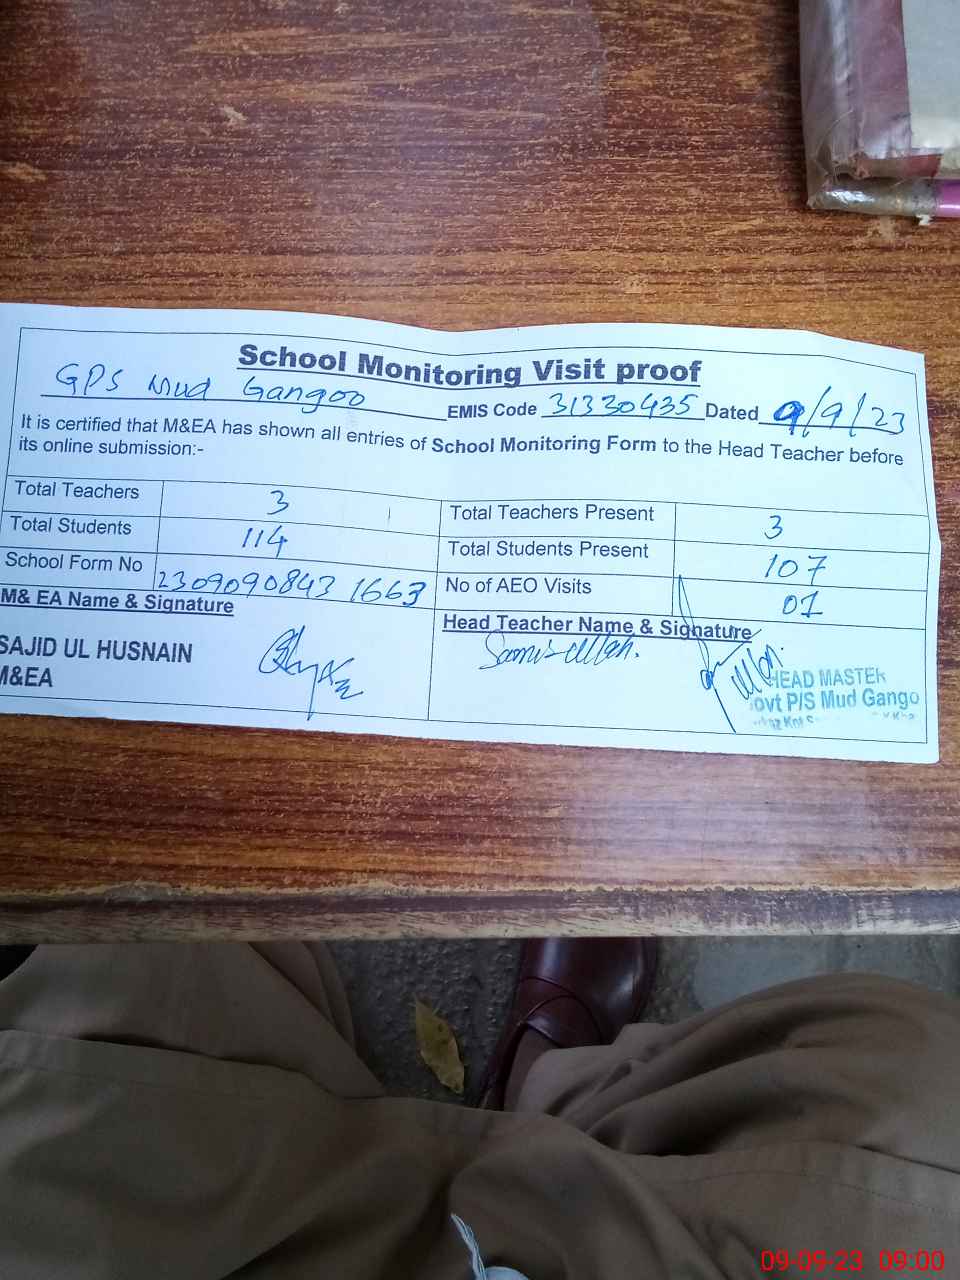 School Monitoring Visit proof
GPS Mud Gangoo EMIS Code 31330435 Dated 9/9/23
It is certified that M&EA has shown all entries of School Monitoring Form to the Head Teacher before
its online submission:-
Total Teachers 3 Total Teachers Present 3
Total Students 114 Total Students Present 107
School Form No 2309090843 1663 No of AEO Visits 01
M& EA Name & Signature Head Teacher Name & Signature
SAJID UL HUSNAIN
M&EA
HEAD MASTER
ovt P/S Mud Gango
09-09-23 09:00